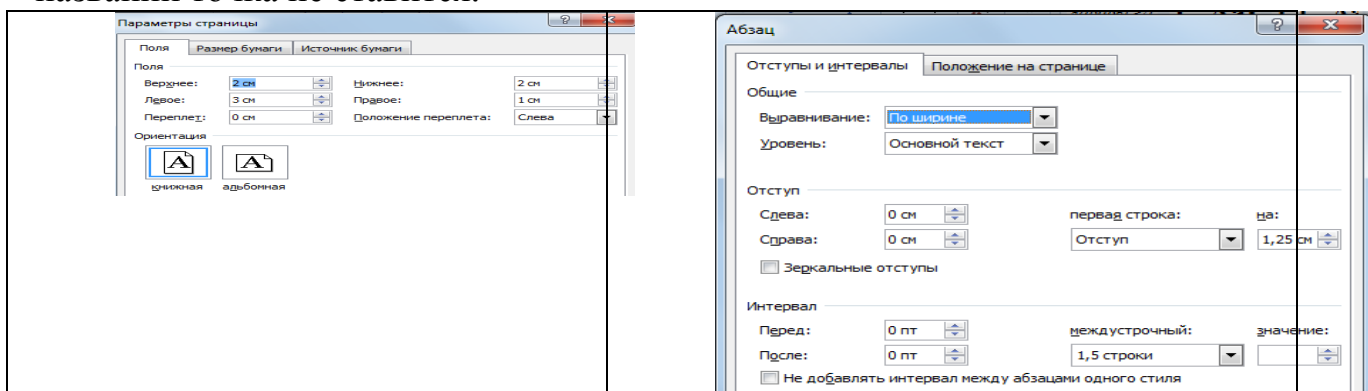 Параметры страницы
Поля Размер бумаги Источник бумаги
Поля
Верхнее: 2 см Нижнее: 2 см
Левое: 3 см Правое: 1 см
Переплет: 0 см Положение переплета: Слева
Ориентация
A A
книжная альбомная
Абзац
Отступы и интервалы Положение на странице
Общие
Выравнивание: По ширине
Уровень: Основной текст
Отступ
Слева: 0 см первая строка: на:
Справа: 0 см Отступ 1,25 см
Зеркальные отступы
Интервал
Перед: 0 пт междустрочный: значение:
После: 0 пт 1,5 строки
Не добавлять интервал между абзацами одного стиля